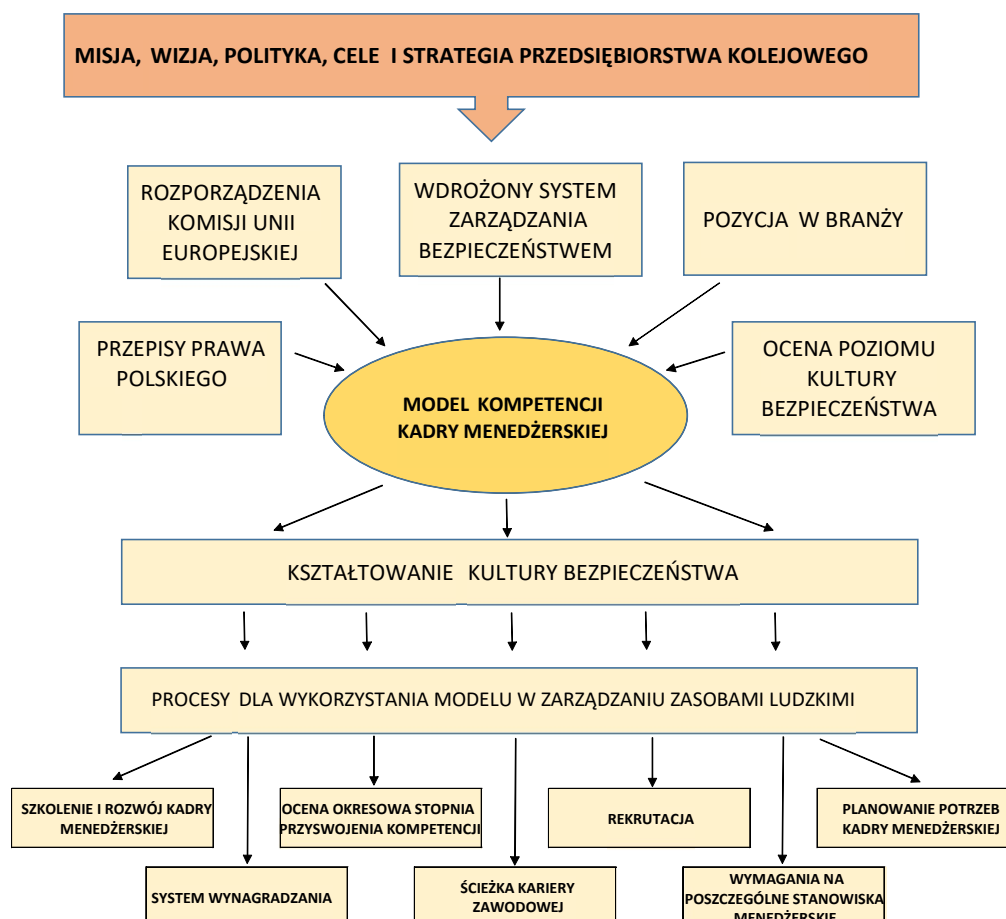 MISJA, WIZJA, POLITYKA, CELE I STRATEGIA PRZEDSIĘBIORSTWA KOLEJOWEGO
ROZPORZĄDZENIA
KOMISJI UNII
EUROPEJSKIEJ
WDROŻONY SYSTEM
ZARZĄDZANIA
BEZPIECZEŃSTWEM
POZYCJA W BRANŻY
PRZEPISY PRAWA
POLSKIEGO
OCENA POZIOMU
KULTURY
BEZPIECZEŃSTWA
MODEL KOMPETENCJI
KADRY MENEDŻERSKIEJ
KSZTAŁTOWANIE KULTURY BEZPIECZEŃSTWA
PROCESY DLA WYKORZYSTANIA MODELU W ZARZĄDZANIU ZASOBAMI LUDZKIMI
SZKOLENIE I ROZWÓJ KADRY
MENEDŻERSKIEJ
OCENA OKRESOWA STOPNIA
PRZYSWOJENIA KOMPETENCJI
REKRUTACJA
PLANOWANIE POTRZEB
KADRY MENEDŻERSKIEJ
SYSTEM WYNAGRADZANIA
ŚCIEŻKA KARIERY
ZAWODOWEJ
WYMAGANIA NA
POSZCZEGÓLNE STANOWISKA
MENEDŻERSKIE